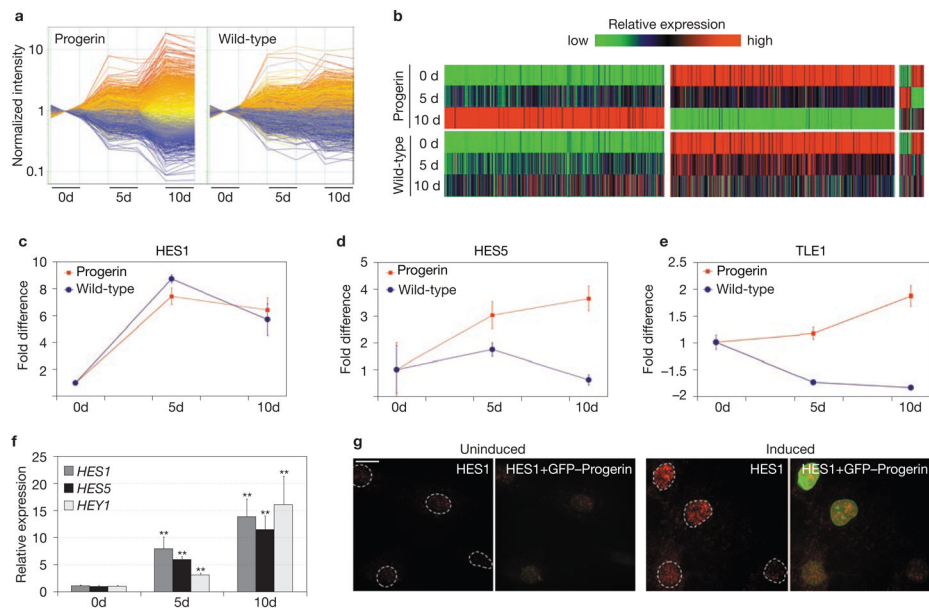 a
Progerin
Wild-type
Normalized intensity
10
1
0.1
0d
5d
10d
0d
5d
10d
b
Relative expression
low
high
Progerin
0 d
5 d
10 d
Wild-type
0 d
5 d
10 d
c
HES1
Progerin
Wild-type
Fold difference
10
8
6
4
2
0d
5d
10d
d
HES5
Progerin
Wild-type
Fold difference
5
4
3
2
1
0
0d
5d
10d
e
TLE1
Progerin
Wild-type
Fold difference
2.5
2
1.5
1
−1.5
−2
0d
5d
10d
f
Relative expression
25
20
15
10
5
0
HES1
HES5
HEY1
**
**
**
**
**
**
0d
5d
10d
g
Uninduced
Induced
HES1
HES1+GFP–Progerin
HES1
HES1+GFP–Progerin